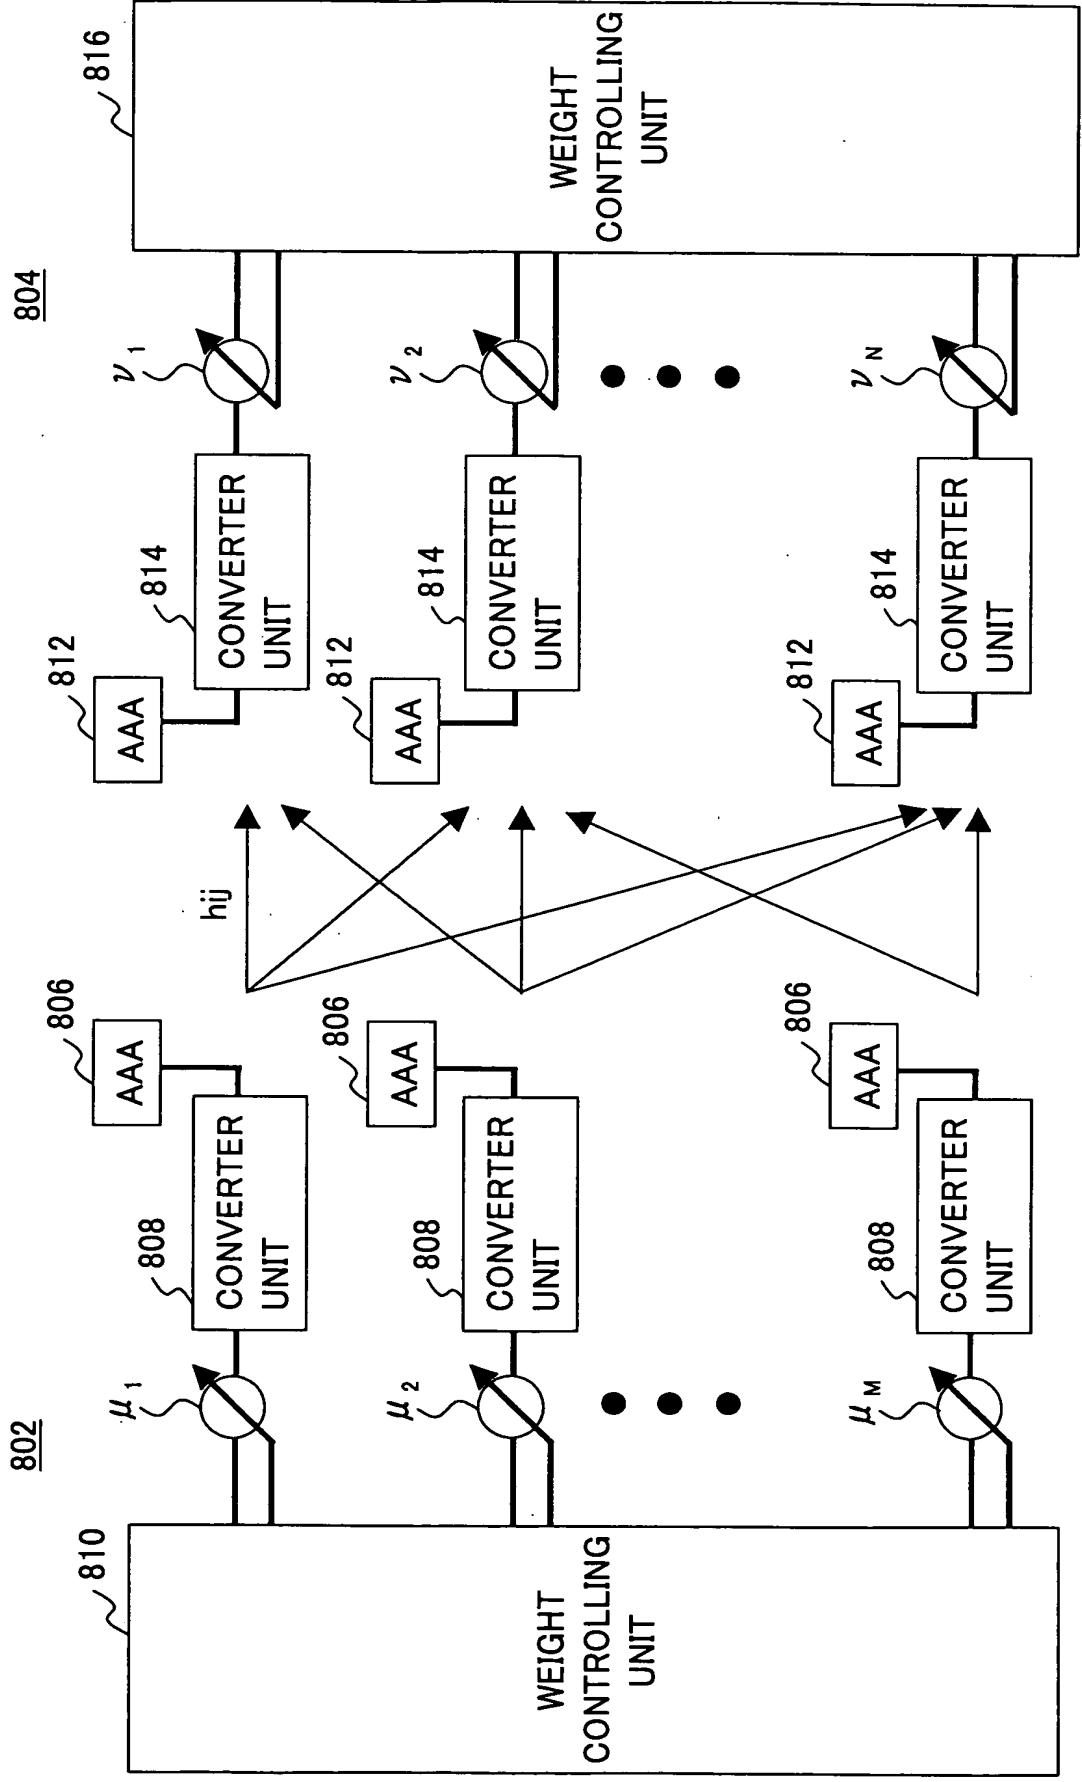 802
804
810
WEIGHT
CONTROLLING
UNIT
μ1
808
CONVERTER
UNIT
806
AAA
hij
812
AAA
814
CONVERTER
UNIT
ν1
816
WEIGHT
CONTROLLING
UNIT
μ2
808
CONVERTER
UNIT
806
AAA
812
AAA
814
CONVERTER
UNIT
ν2
μM
808
CONVERTER
UNIT
806
AAA
812
AAA
814
CONVERTER
UNIT
νN